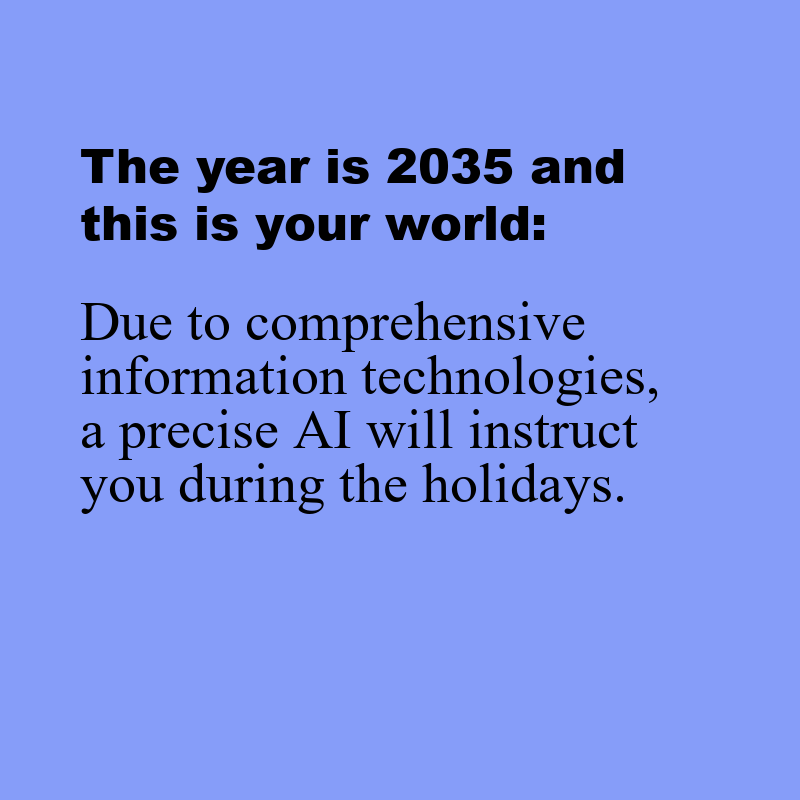 The year is 2035 and
this is your world:
Due to comprehensive
information technologies,
a precise AI will instruct
you during the holidays.